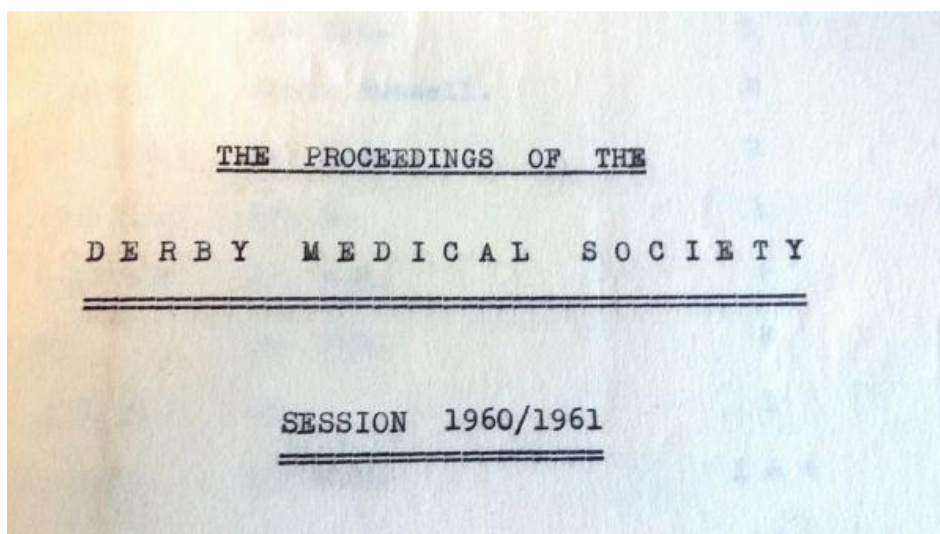 THE PROCEEDINGS OF THE
DERBY MEDICAL SOCIETY
SESSION 1960/1961